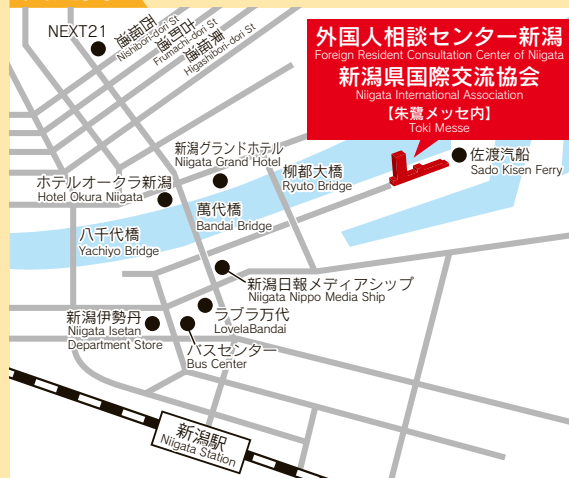 NEXT21
西堀通
Nishibori-dori St
古町通
Frumachi-dori St
東堀通
Higashibori-dori St
外国人相談センター新潟
Foreign Resident Consultation Center of Niigata
新潟県国際交流協会
Niigata International Association
【朱鷺メッセ内】
Toki Messe
佐渡汽船
Sado Kisen Ferry
新潟グランドホテル
Niigata Grand Hotel
柳都大橋
Ryuto Bridge
ホテルオークラ新潟
Hotel Okura Niigata
萬代橋
Bandai Bridge
八千代橋
Yachiyo Bridge
新潟日報メディアシップ
Niigata Nippo Media Ship
ラブラ万代
LovelaBandai
新潟伊勢丹
Niigata Isetan
Department Store
バスセンター
Bus Center
新潟駅
Niigata Station